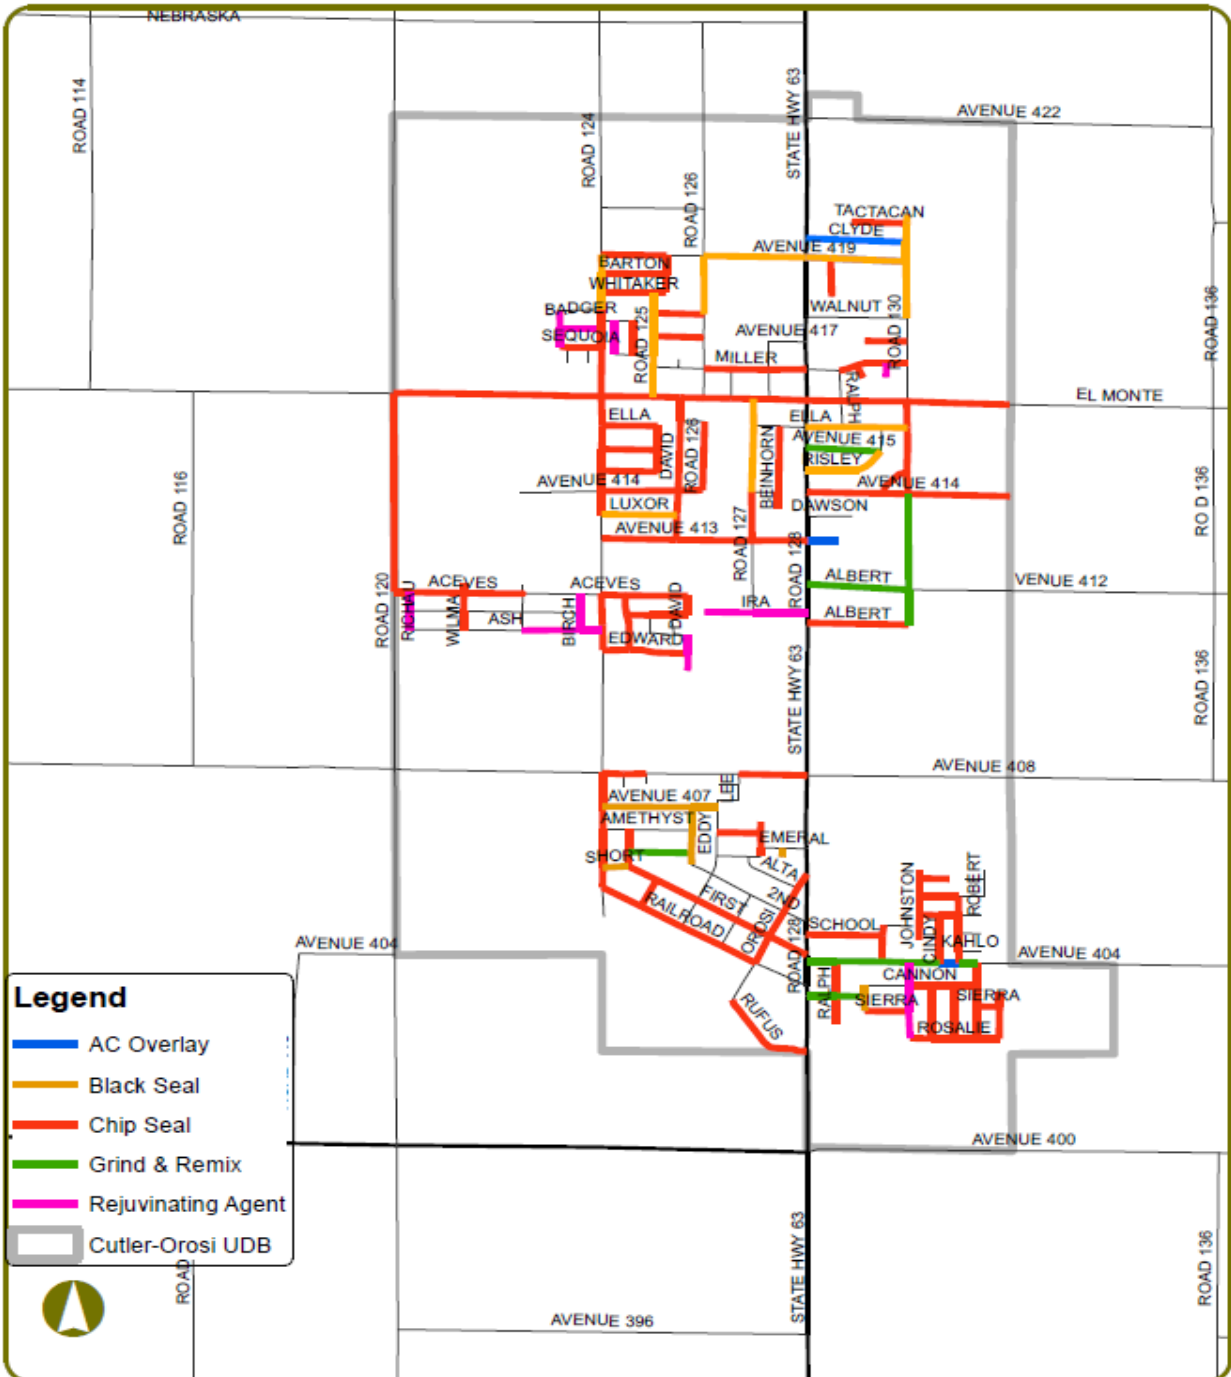 NEBRASKA
ROAD 114
ROAD 124
STATE HWY 63
AVENUE 422
ROAD 126
TACTACAN
CLYDE
AVENUE 419
BARTON
WHITAKER
BADGER
SEQUOIA
ROAD 125
WALNUT
ROAD 130
ROAD 136
AVENUE 417
MILLER
RALPH
EL MONTE
ELLA
ELLA
DAVID
ROAD 126
BEINHORN
AVENUE 415
RISLEY
AVENUE 414
AVENUE 414
ROAD 116
LUXOR
DAWSON
RO D 136
AVENUE 413
ROAD 127
ROAD 128
ROAD 120
RICHAU
ACEVES
WILMA
ASH
ACEVES
BIRCH
DAVID
EDWARD
IRA
ALBERT
VENUE 412
ALBERT
STATE HWY 63
ROAD 136
AVENUE 408
AVENUE 407
LEE
AMETHYST
EDDY
EMERAL
SHORT
ALTA
FIRST
2ND
RAILROAD
OROSI
SCHOOL
JOHNSTON
ROBERT
CINDY
KAHLO
AVENUE 404
AVENUE 404
ROAD 128
CANNON
RALPH
SIERRA
SIERRA
ROSALIE
RUFUS
Legend
AC Overlay
Black Seal
Chip Seal
Grind & Remix
Rejuvinating Agent
Cutler-Orosi UDB
AVENUE 400
ROAD
STATE HWY 63
ROAD 136
AVENUE 396